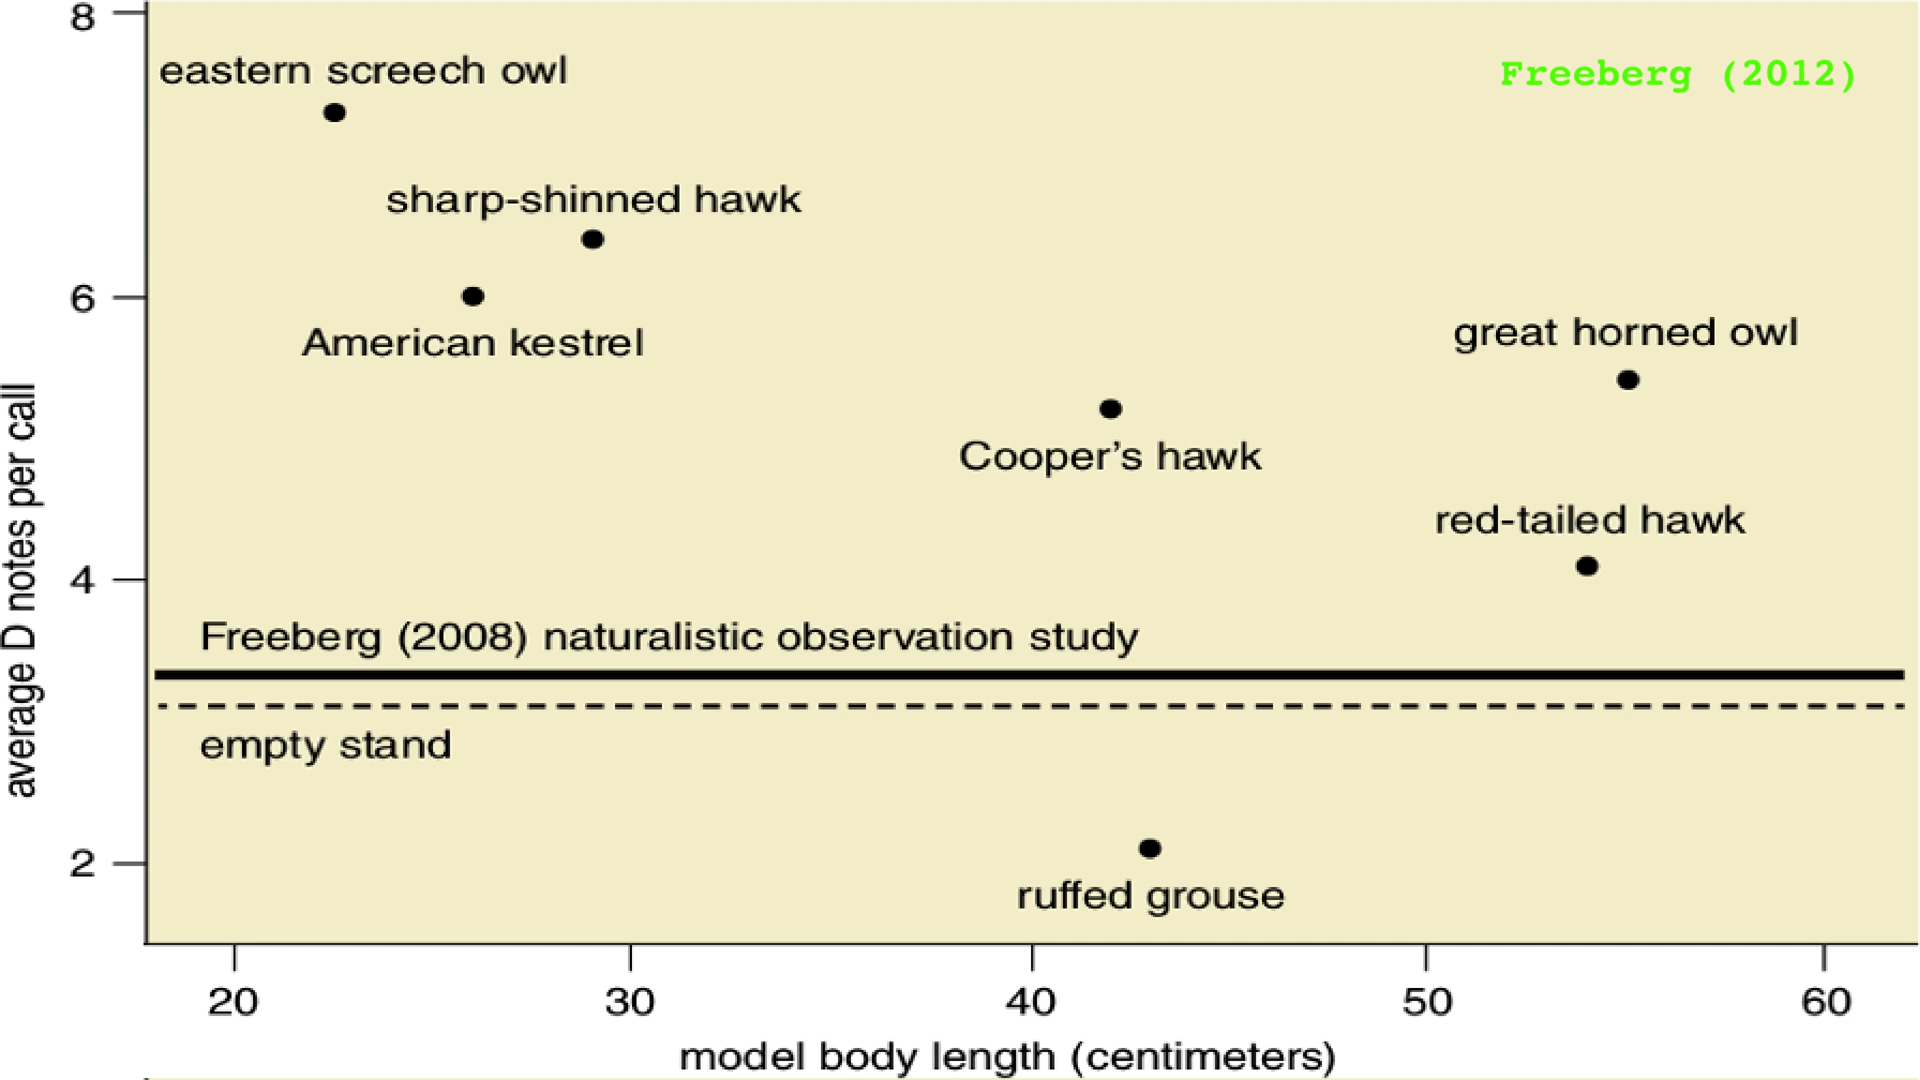 8
eastern screech owl
Freeberg (2012)
sharp-shinned hawk
6
American kestrel
great horned owl
Cooper’s hawk
red-tailed hawk
4
Freeberg (2008) naturalistic observation study
empty stand
2
ruffed grouse
average D notes per call
20 30 40 50 60
model body length (centimeters)